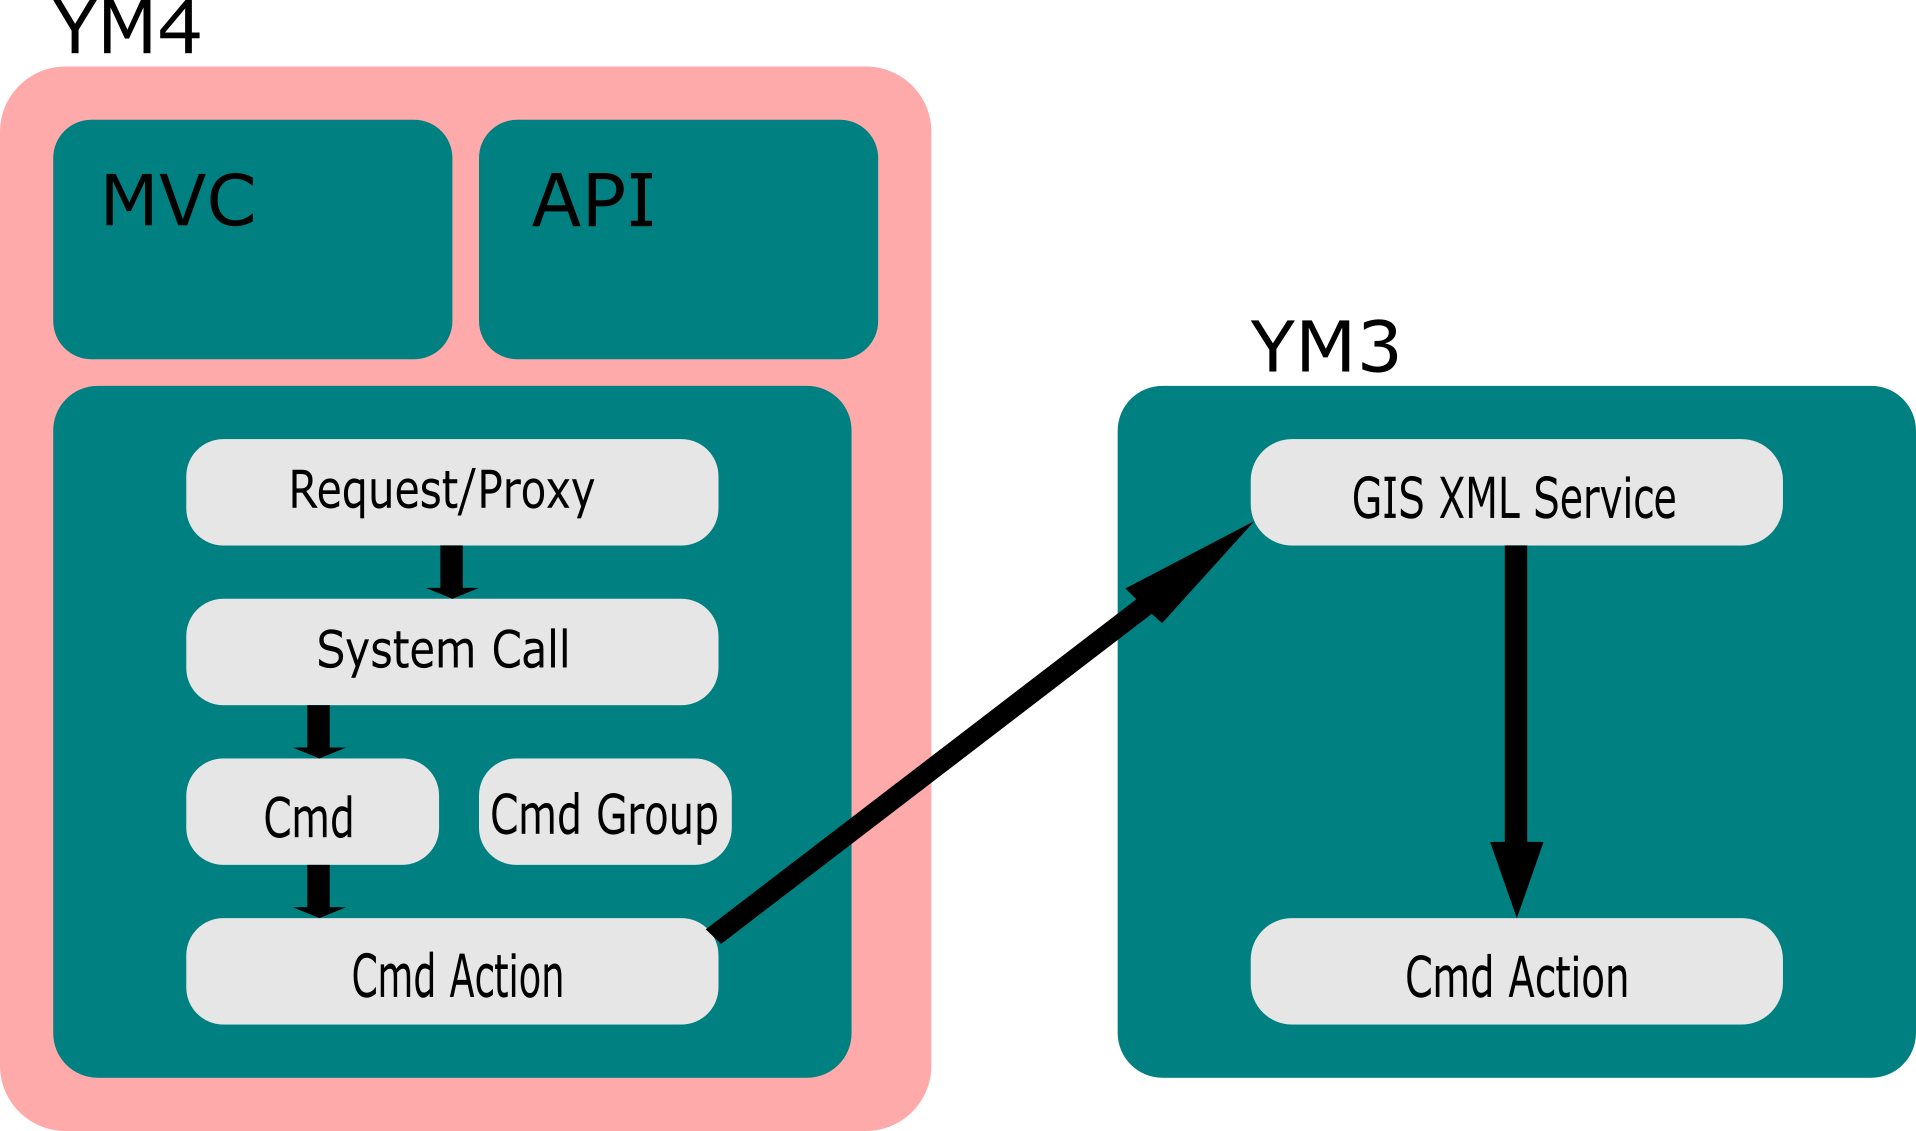 YM4
MVC
API
Request/Proxy
System Call
Cmd
Cmd Group
Cmd Action
YM3
GIS XML Service
Cmd Action